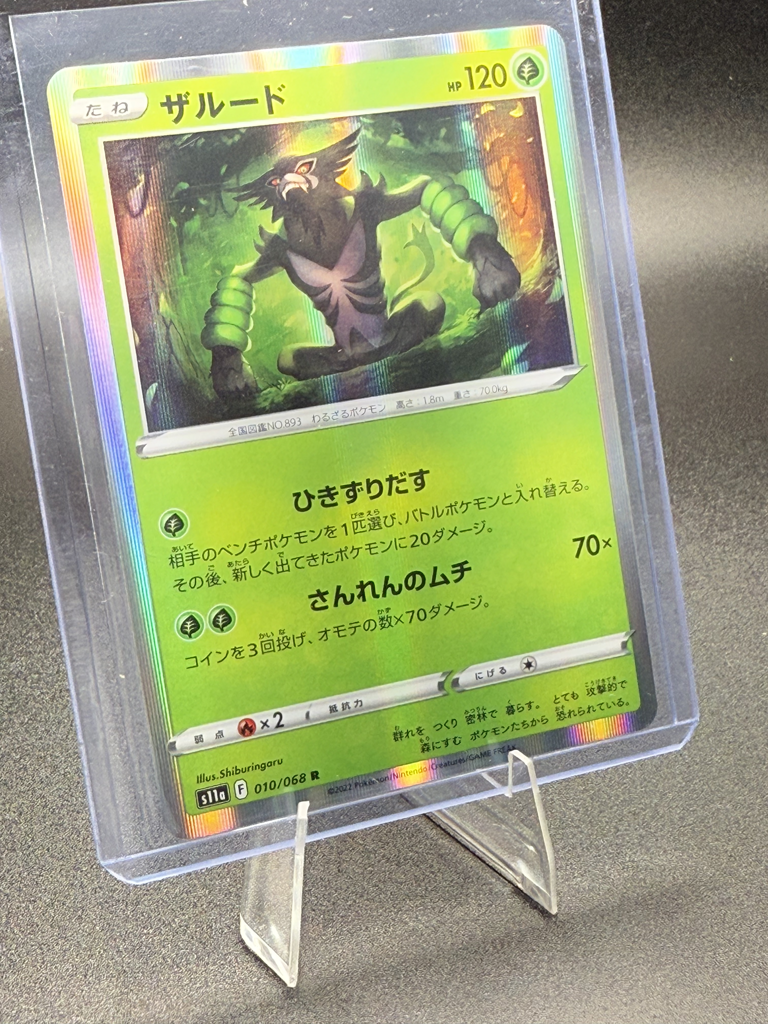 たね ザルード HP 120
全国図鑑NO.893 わるざるポケモン 高さ:1.8m 重さ:70.0kg
ひきずりだす
相手のベンチポケモンを1匹選び、バトルポケモンと入れ替える。
その後、新しく出てきたポケモンに20ダメージ。
さんれんのムチ 70×
コインを3回投げ、オモテの数×70ダメージ。
弱点 ×2 抵抗力 にげる
群れを つくり 密林で 暮らす。 とても 攻撃的で
森にすむ ポケモンたちから 恐れられている。
Illus.Shiburingaru
s11a F 010/068 R
©2022 Pokémon/Nintendo/Creatures/GAME FREAK